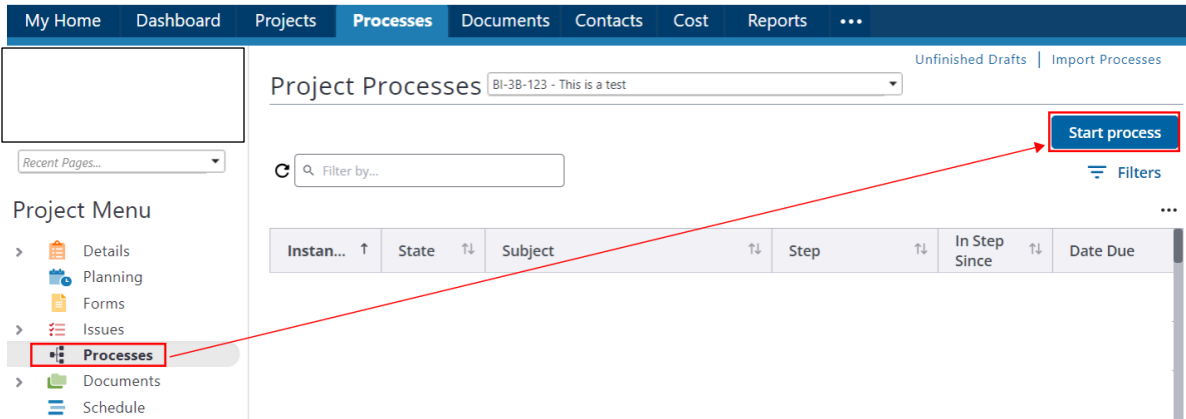 My Home Dashboard Projects Processes Documents Contacts Cost Reports •••
Unfinished Drafts | Import Processes
Project Processes BI-3B-123 - This is a test
Start process
Recent Pages...
Filter by...
Filters
Project Menu
•••
Instan... State Subject Step In Step Since Date Due
Details
Planning
Forms
Issues
Processes
Documents
Schedule